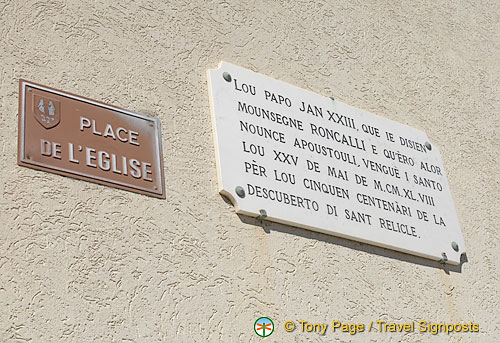 PLACE
DE L'EGLISE
LOU PAPO JAN XXIII, QUE IE DISIEN
MOUNSEGNE RONCALLI E QU'ÈRO ALOR
NOUNCE APOUSTOULI, VENGUÈ I SANTO
LOU XXV DE MAI DE M.CM.XL.VIII
PÈR LOU CINQUEN CENTENÀRI DE LA
DESCUBERTO DI SANT RELICLE.
© Tony Page / Travel Signposts